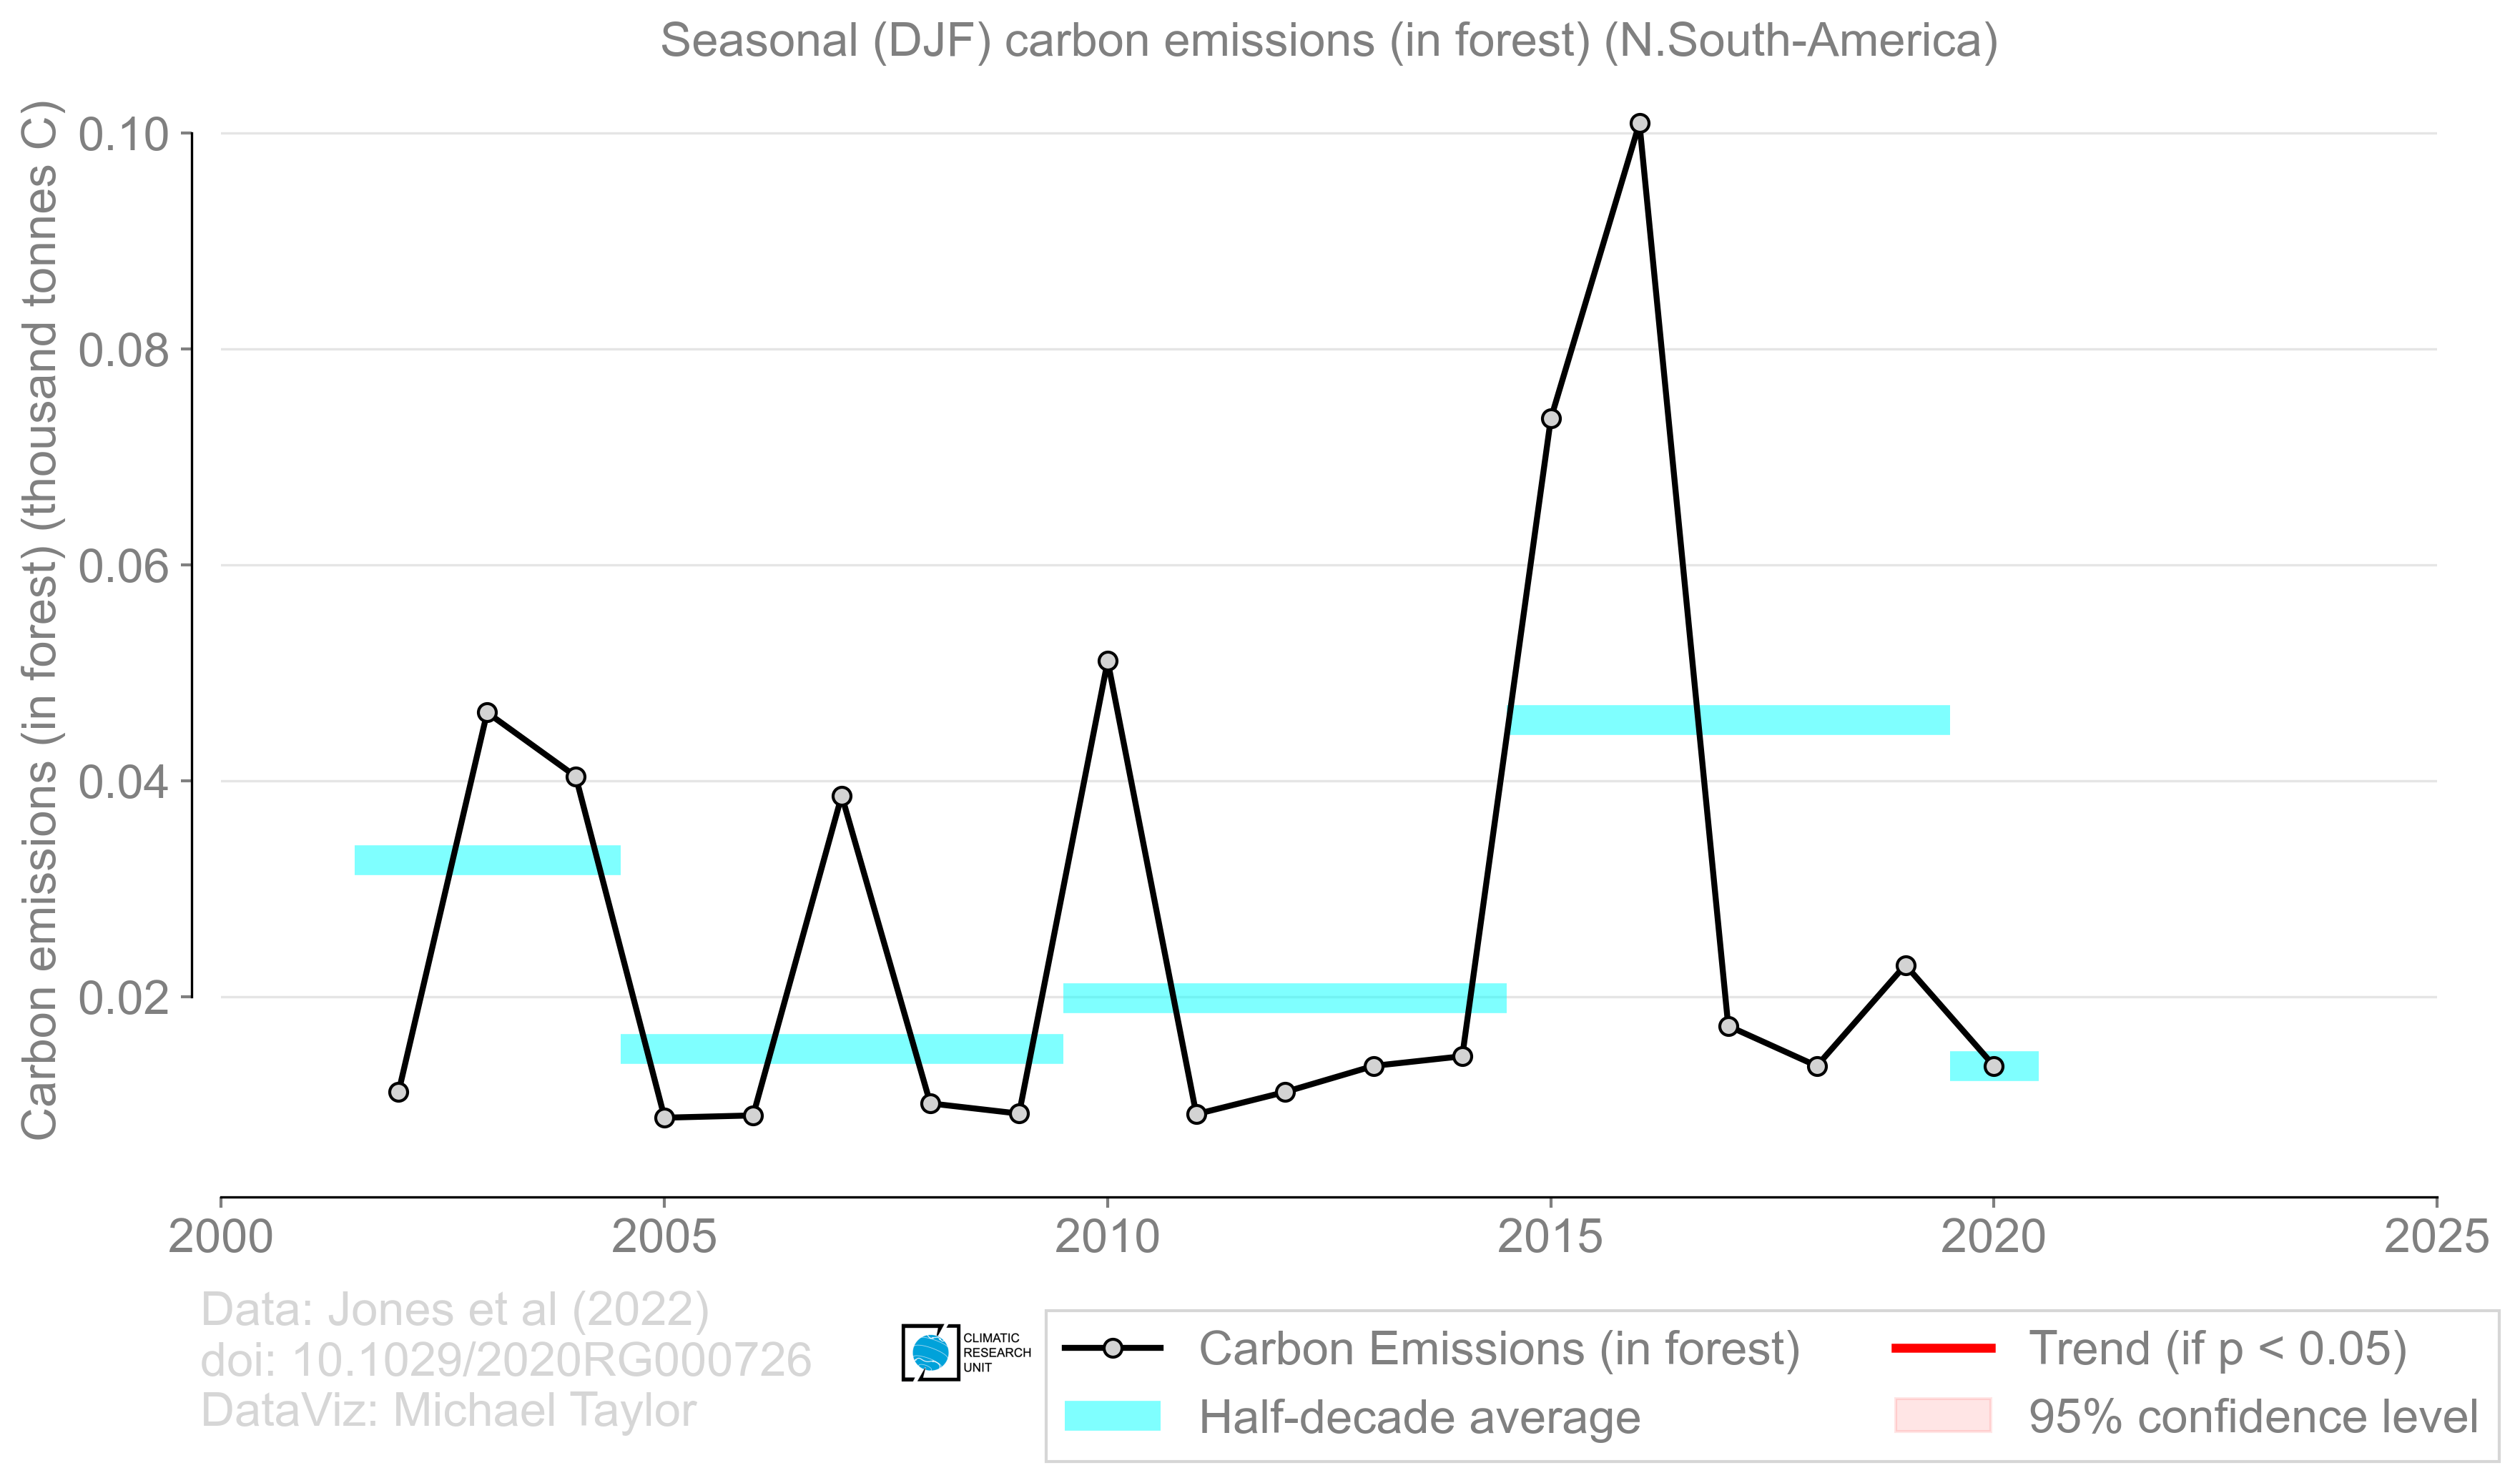 Seasonal (DJF) carbon emissions (in forest) (N.South-America)
Carbon emissions (in forest) (thousand tonnes C)
0.10
0.08
0.06
0.04
0.02
2000 2005 2010 2015 2020 2025
Data: Jones et al (2022)
doi: 10.1029/2020RG000726
DataViz: Michael Taylor
CLIMATIC
RESEARCH
UNIT
Carbon Emissions (in forest)
Half-decade average
Trend (if p < 0.05)
95% confidence level